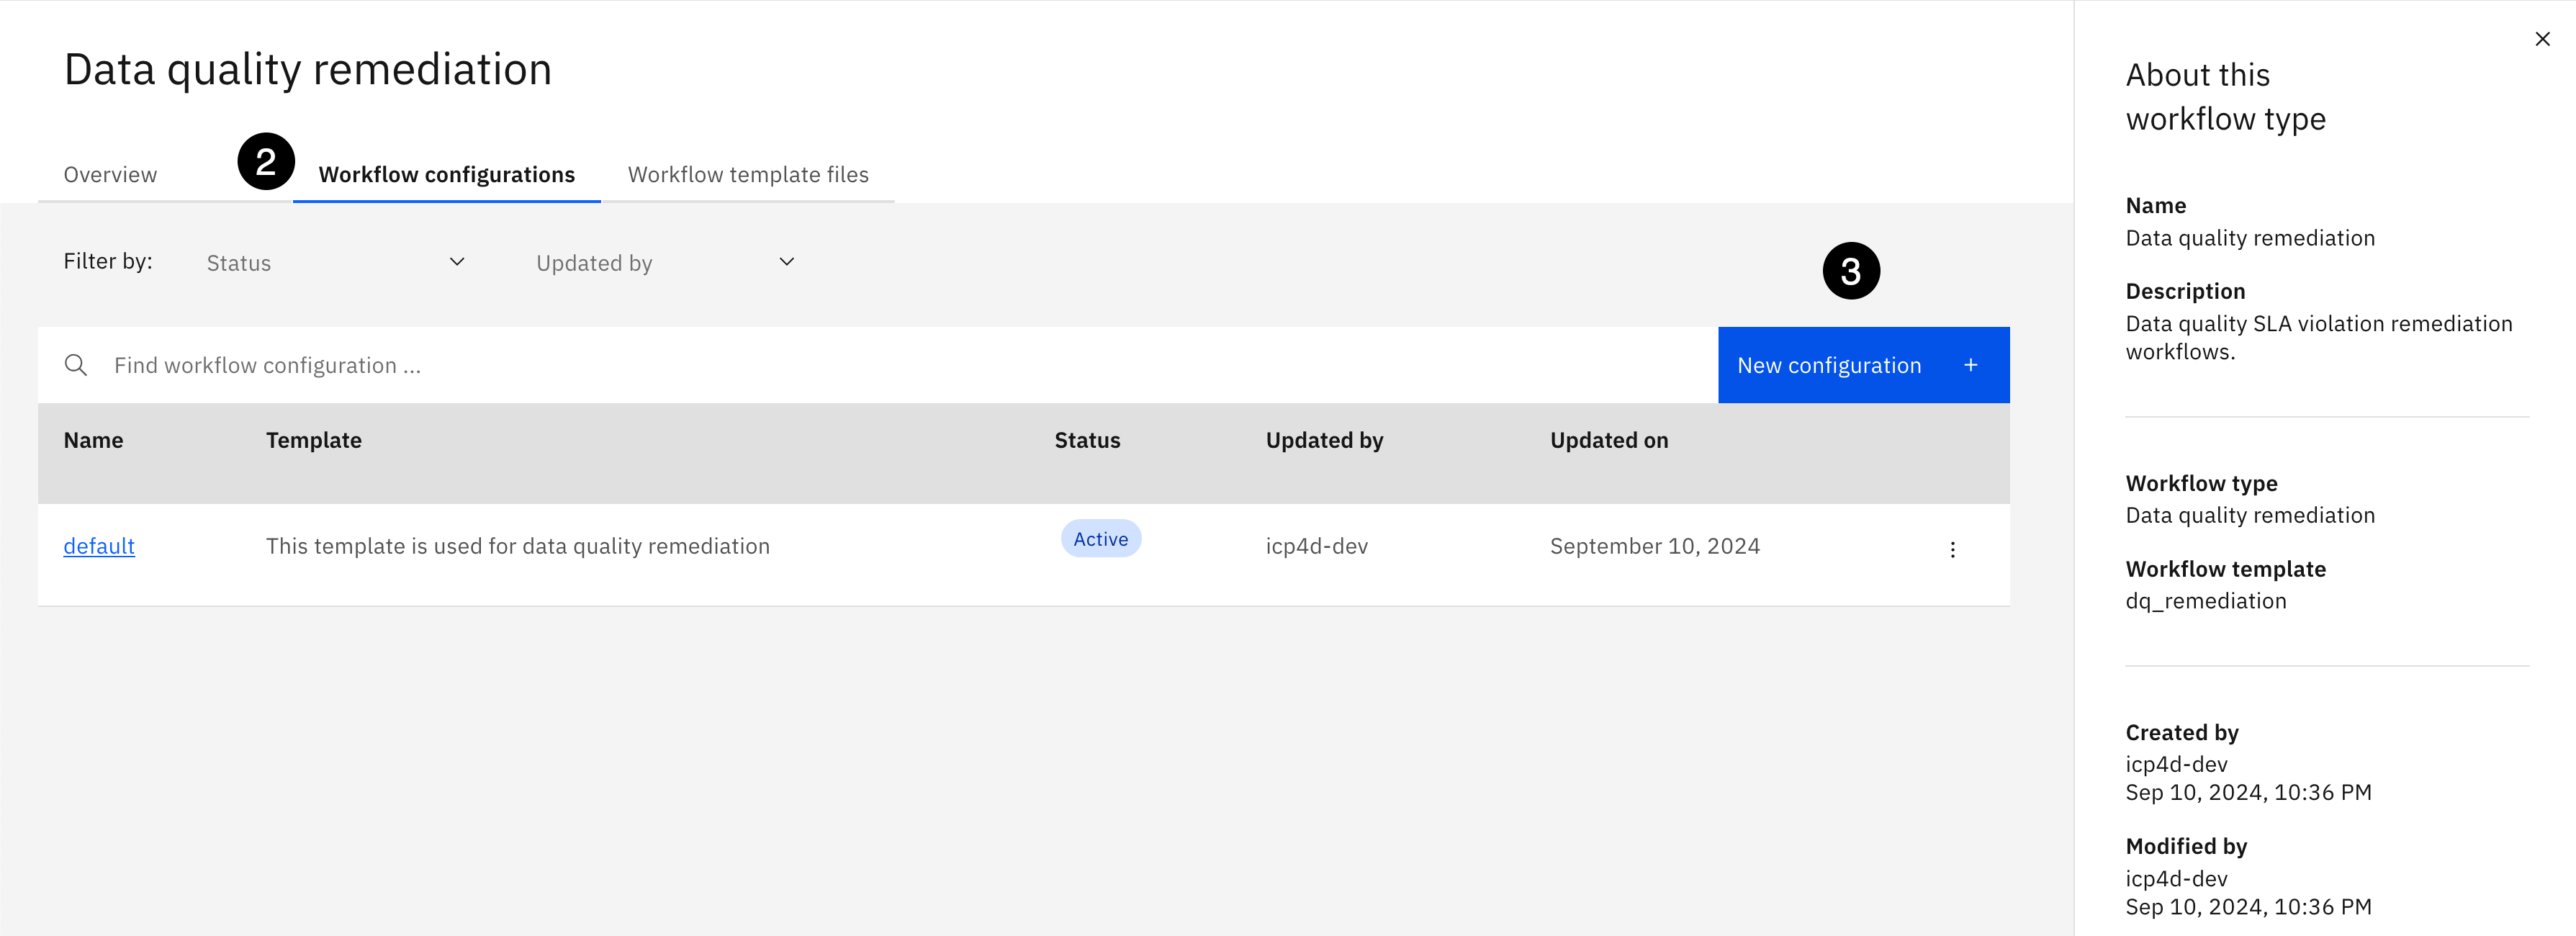 Data quality remediation
Overview
2
Workflow configurations
Workflow template files
Filter by:
Status
Updated by
3
Find workflow configuration ...
New configuration +
Name Template Status Updated by Updated on
default This template is used for data quality remediation Active icp4d-dev September 10, 2024
About this
workflow type
Name
Data quality remediation
Description
Data quality SLA violation remediation
workflows.
Workflow type
Data quality remediation
Workflow template
dq_remediation
Created by
icp4d-dev
Sep 10, 2024, 10:36 PM
Modified by
icp4d-dev
Sep 10, 2024, 10:36 PM